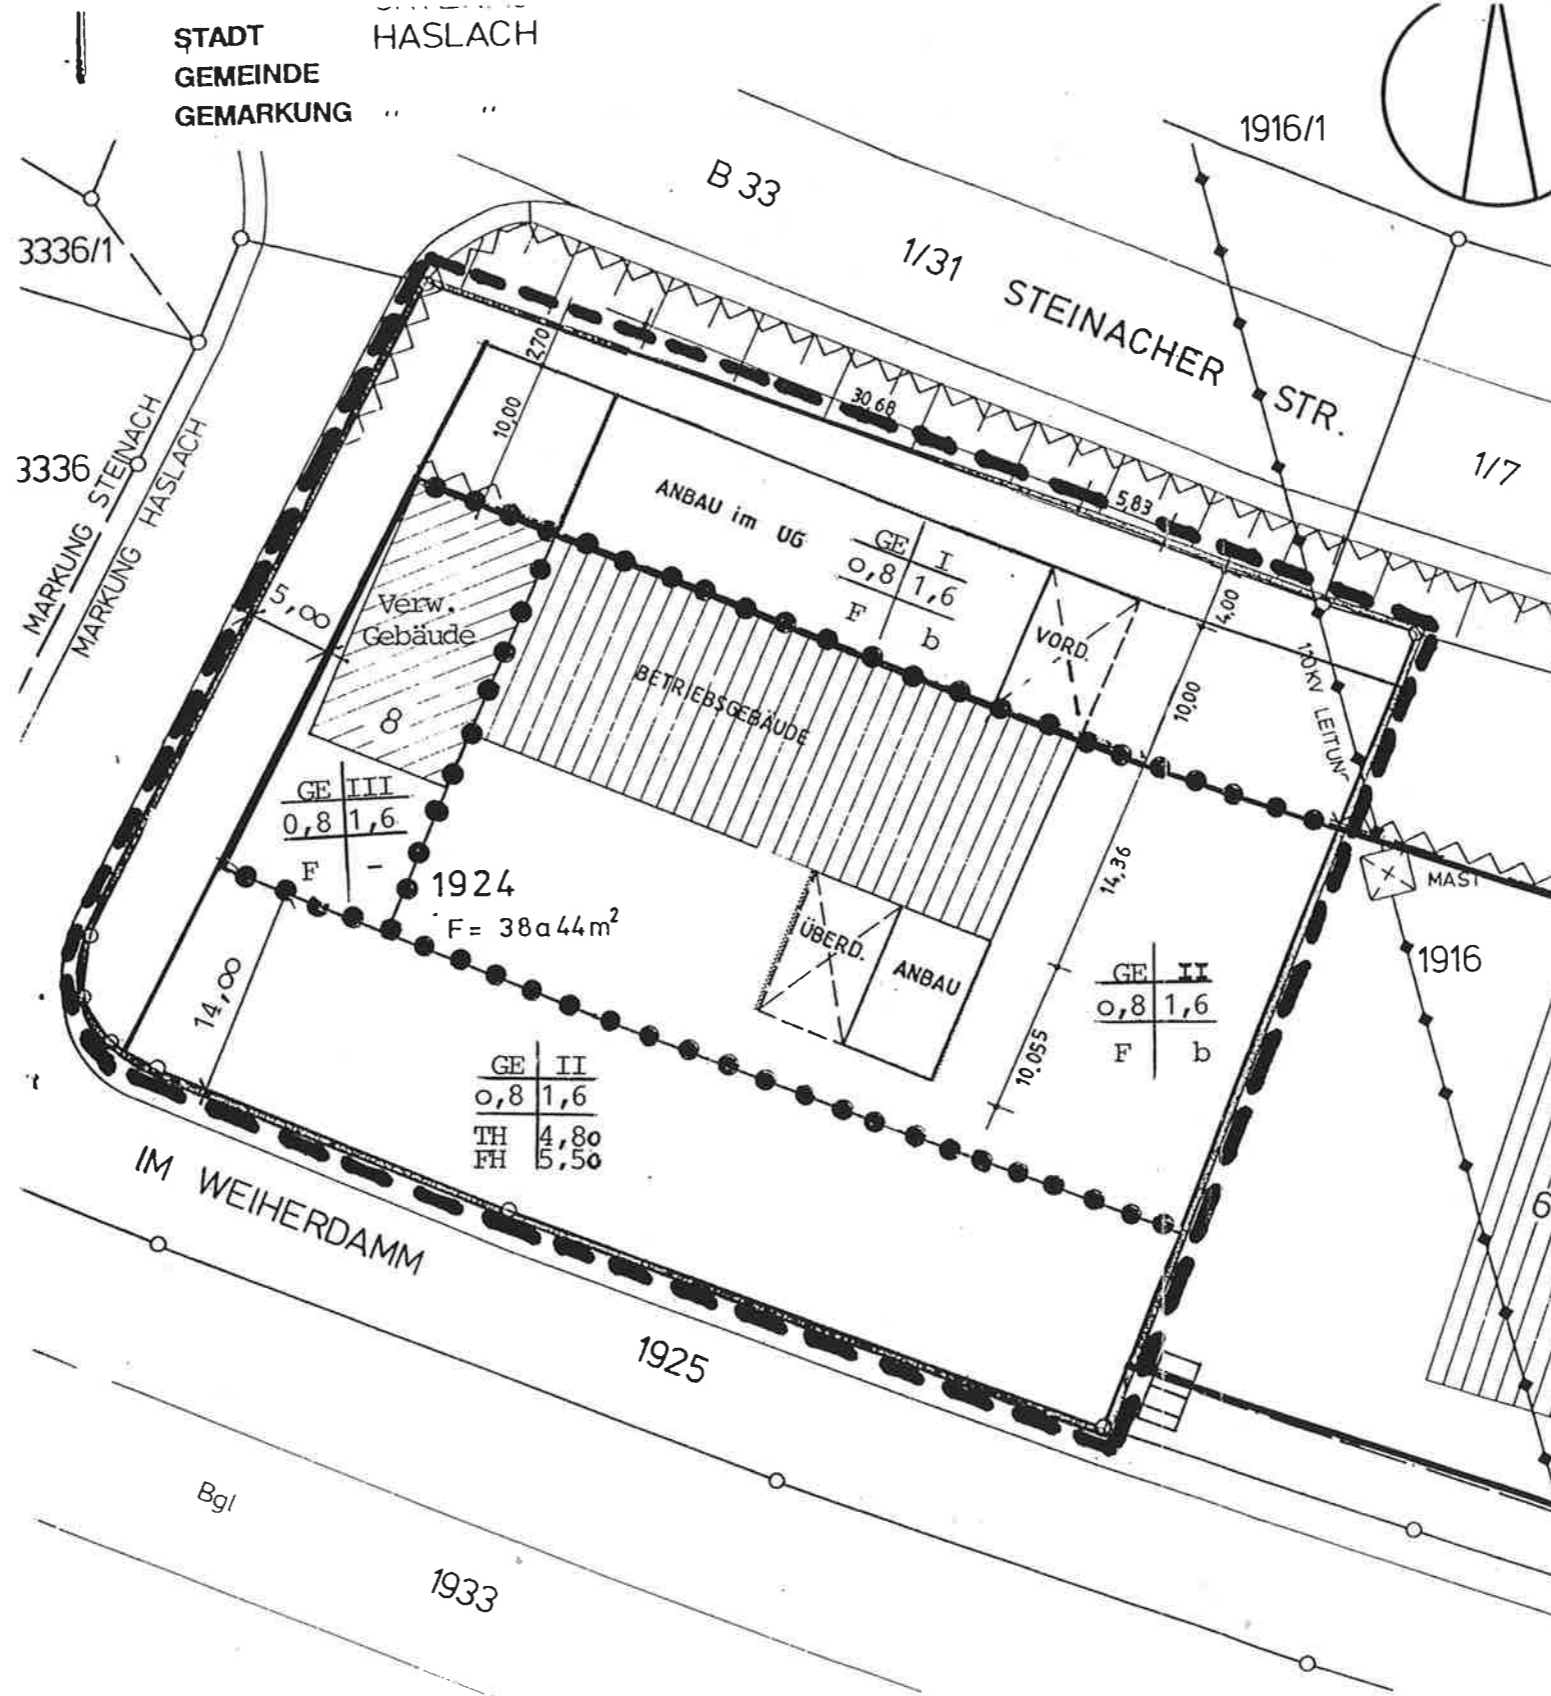 STADT HASLACH
GEMEINDE
GEMARKUNG " "
1916/1
B 33
3336/1
1/31 STEINACHER STR.
2,70
30,68
10,00
MARKUNG STEINACH
MARKUNG HASLACH
3336
1/7
5,83
ANBAU im UG
GE I
0,8 1,6
F b
4,00
5,00
Verw.
Gebäude
VORD.
BETRIEBSGEBÄUDE
10,00
110KV LEITUNG
8
GE III
0,8 1,6
F -
1924
F = 38a44m²
14,36
MAST
ÜBERD.
ANBAU
1916
GE II
0,8 1,6
F b
14,00
10,055
GE II
0,8 1,6
TH 4,80
FH 5,50
IM WEIHERDAMM
6
1925
Bgl
1933